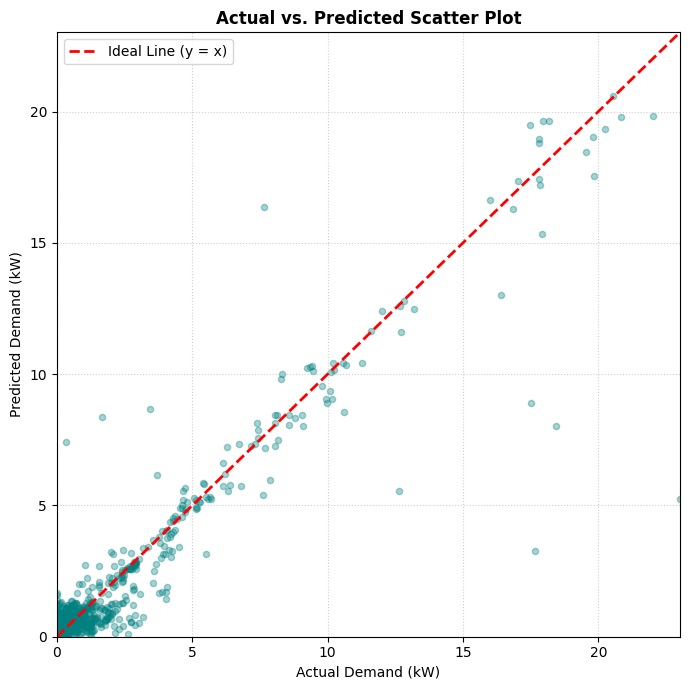 Actual vs. Predicted Scatter Plot
Ideal Line (y = x)
Predicted Demand (kW)
20
15
10
5
0
0 5 10 15 20
Actual Demand (kW)